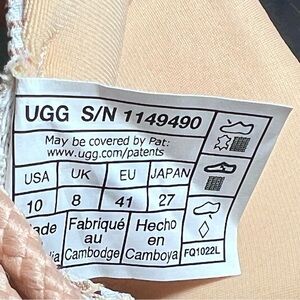 UGG S/N 1149490
May be covered by Pat:
www.ugg.com/patents
USA UK EU JAPAN
10 8 41 27
Fabriqué Hecho
au en
Cambodge Camboya
FQ1022L